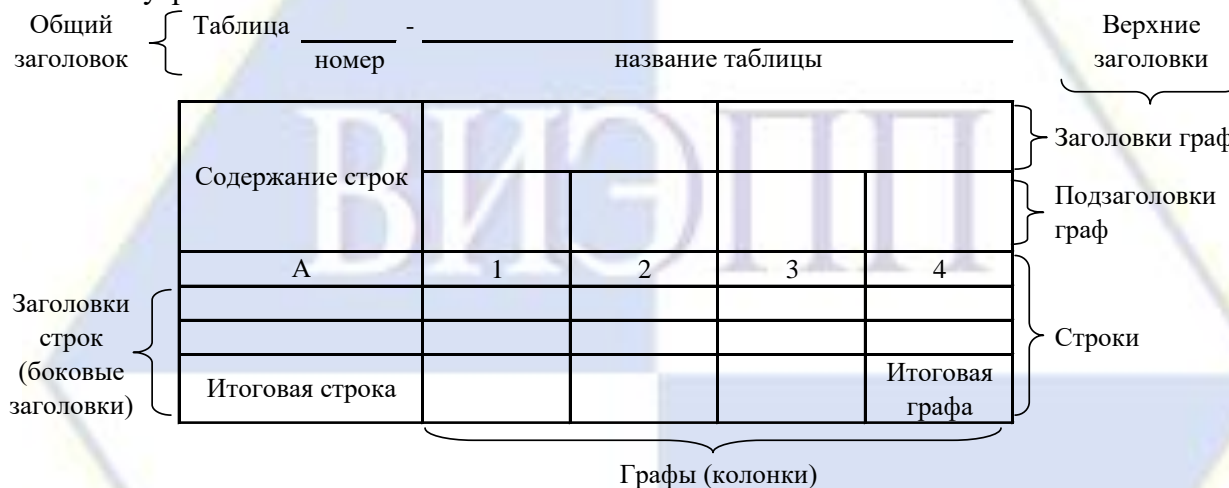 Общий
заголовок
Таблица -
номер
название таблицы
Верхние
заголовки
ВИЭПП
Содержание строк
Заголовки граф
Подзаголовки
граф
А 1 2 3 4
Заголовки
строк
(боковые
заголовки)
Строки
Итоговая строка
Итоговая
графа
Графы (колонки)